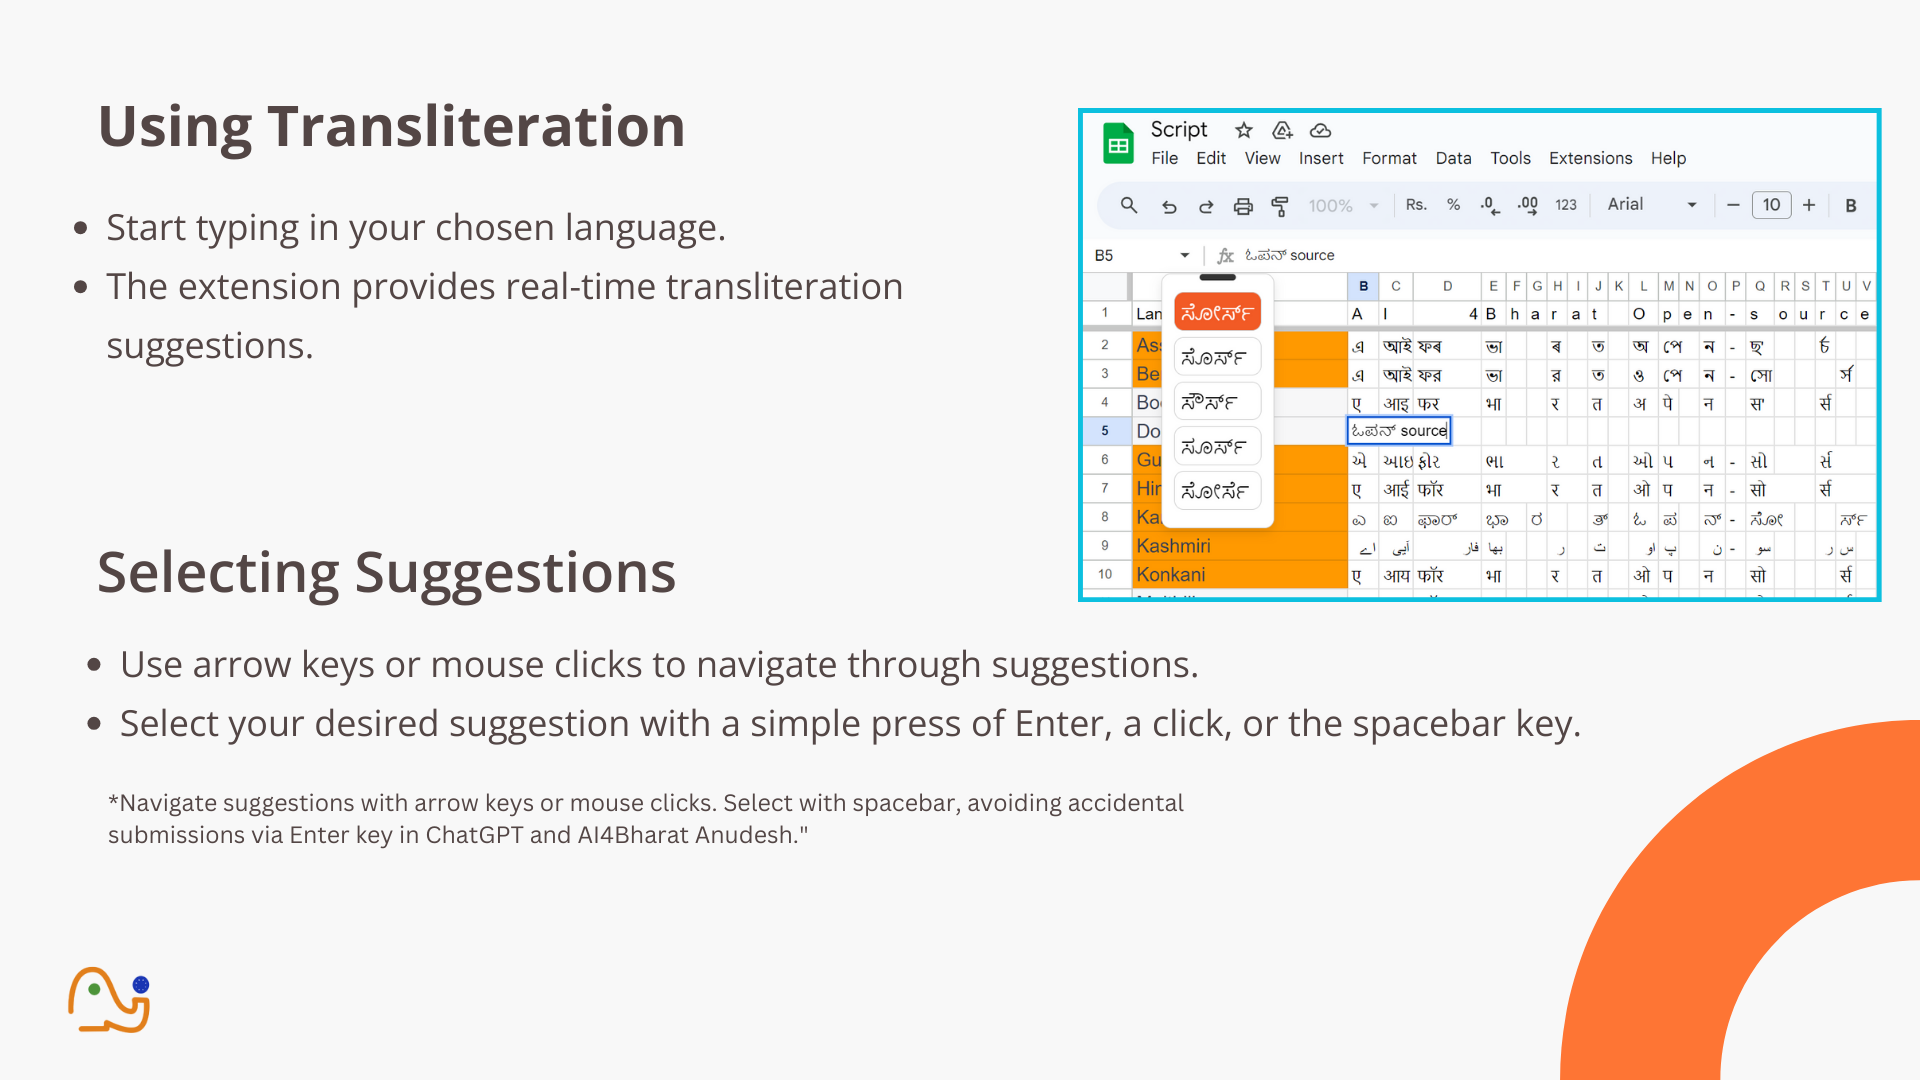 Using Transliteration
• Start typing in your chosen language.
• The extension provides real-time transliteration
suggestions.
Script
File Edit View Insert Format Data Tools Extensions Help
100% Rs. % .0 .00 123 Arial 10 B
B5 fx ಓಪನ್ source
B C D E F G H I J K L M N O P Q R S T U V
1 Lan A I 4 B h a r a t O p e n - s o u r c e
2 Ass এ আই ফৰ ভা ৰ ত অ পে ন - ছ' ৰ্চ
3 Be এ আই ফর ভা র ত ও পে ন - সো র্স
4 Bo ए आइ फर भा र त अ पे न स' र्स
5 Do ಓಪನ್ source
6 Gu એ આઇ ફોર ભા ર ત ઓ પ ન - સો ર્સ
7 Hin ए आई फॉर भा र त ओ प न - सो र्स
8 Ka ಎ ಐ ಫಾರ್ ಭಾ ರ ತ್ ಓ ಪ ನ್ - ಸೋ ರ್ಸ್
9 Kashmiri اے آیی فار بھا ر ت او پ ن - سو ر س
10 Konkani ए आय फॉर भा र त ओ प न सो र्स
ಸೋರ್ಸ್
ಸೊರ್ಸ್
ಸೌರ್ಸ್
ಸೂರ್ಸ್
ಸೋರ್ಸೆ
Selecting Suggestions
• Use arrow keys or mouse clicks to navigate through suggestions.
• Select your desired suggestion with a simple press of Enter, a click, or the spacebar key.
*Navigate suggestions with arrow keys or mouse clicks. Select with spacebar, avoiding accidental
submissions via Enter key in ChatGPT and AI4Bharat Anudesh."